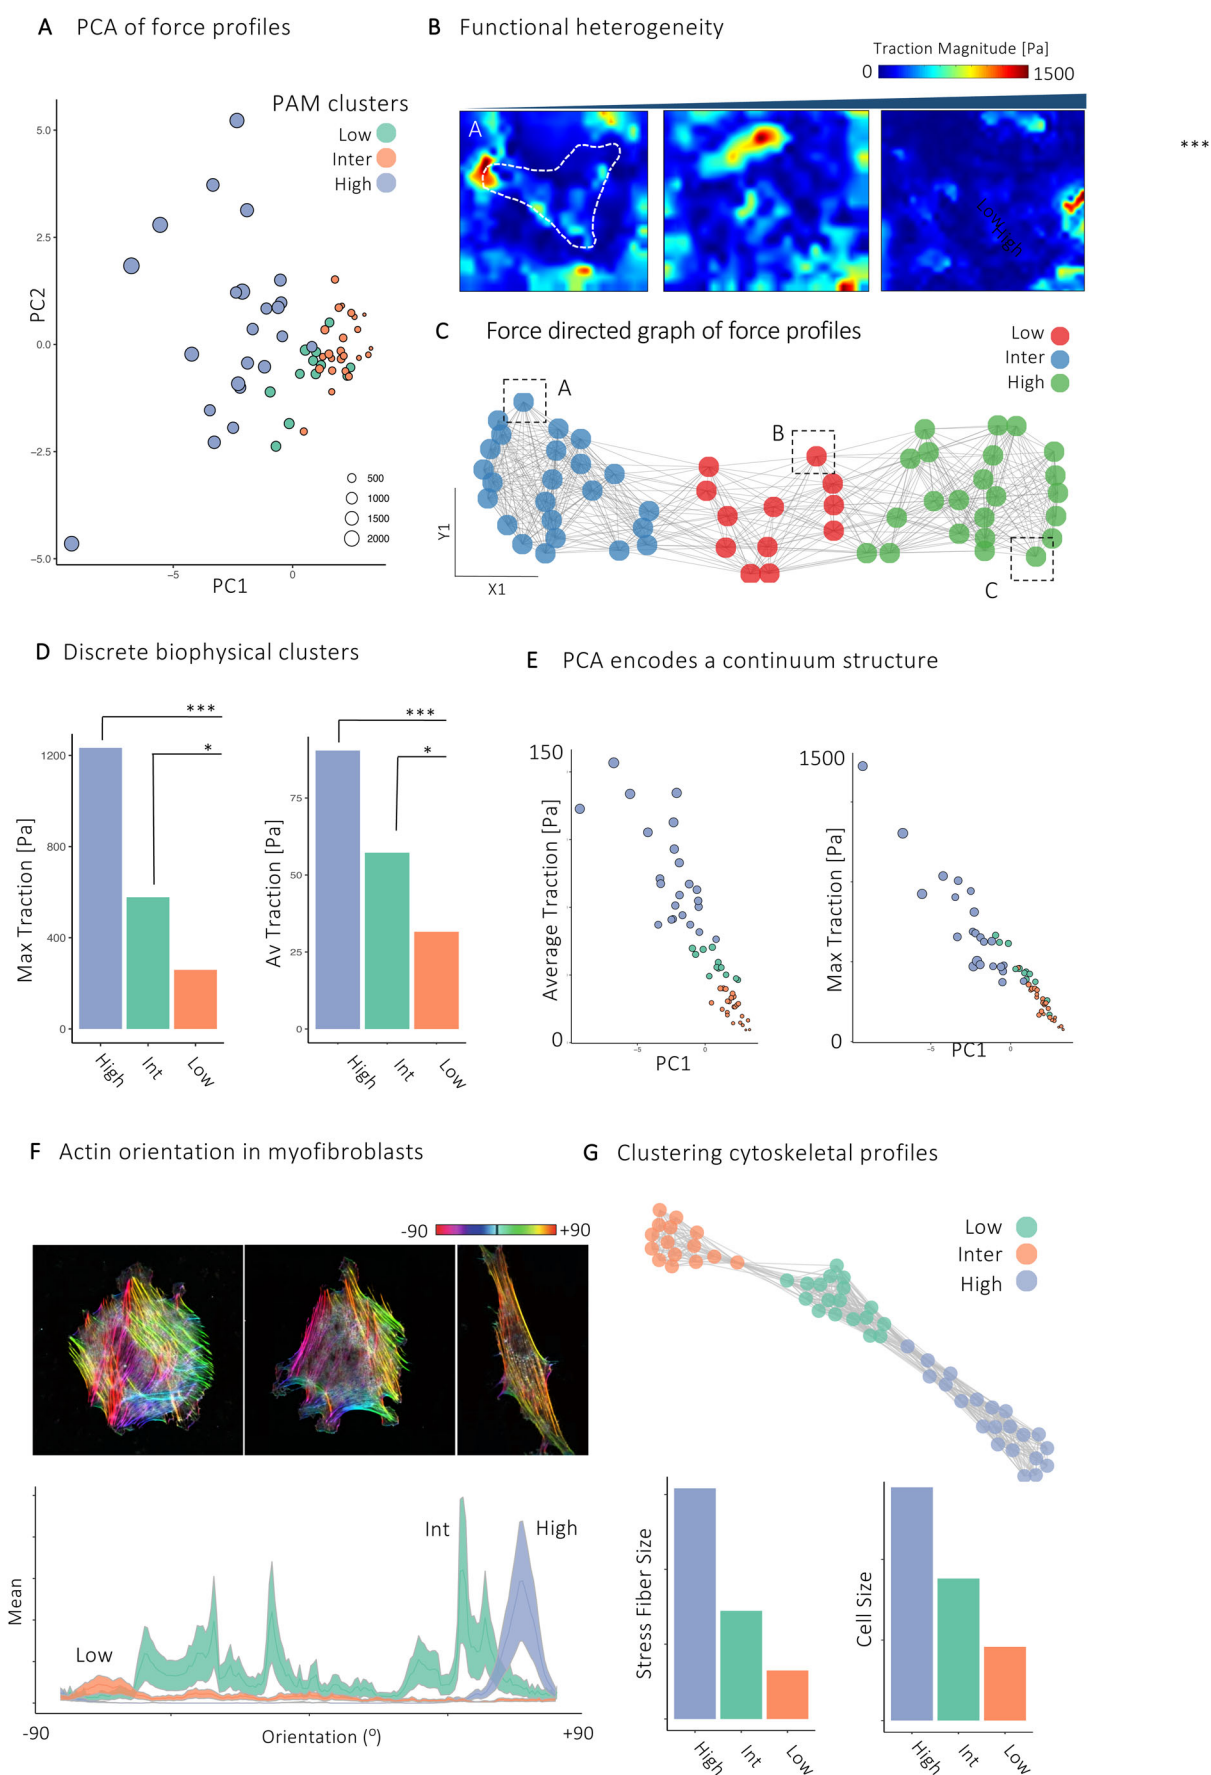 A PCA of force profiles
PAM clusters
Low
Inter
High
5.0
2.5
0.0
−2.5
−5.0
PC2
−5 0
PC1
500
1000
1500
2000
B Functional heterogeneity
Traction Magnitude [Pa]
0 1500
A
Low
High
***
C Force directed graph of force profiles
Low
Inter
High
A
B
C
Y1
X1
D Discrete biophysical clusters
***
*
1200
800
400
0
Max Traction [Pa]
High Int Low
***
*
75
50
25
0
Av Traction [Pa]
High Int Low
E PCA encodes a continuum structure
150
0
Average Traction [Pa]
−5 0
PC1
1500
0
Max Traction [Pa]
−5 0
PC1
F Actin orientation in myofibroblasts
-90 +90
Int High
Low
Mean
-90 +90
Orientation (º)
G Clustering cytoskeletal profiles
Low
Inter
High
Stress Fiber Size
High Int Low
Cell Size
High Int Low